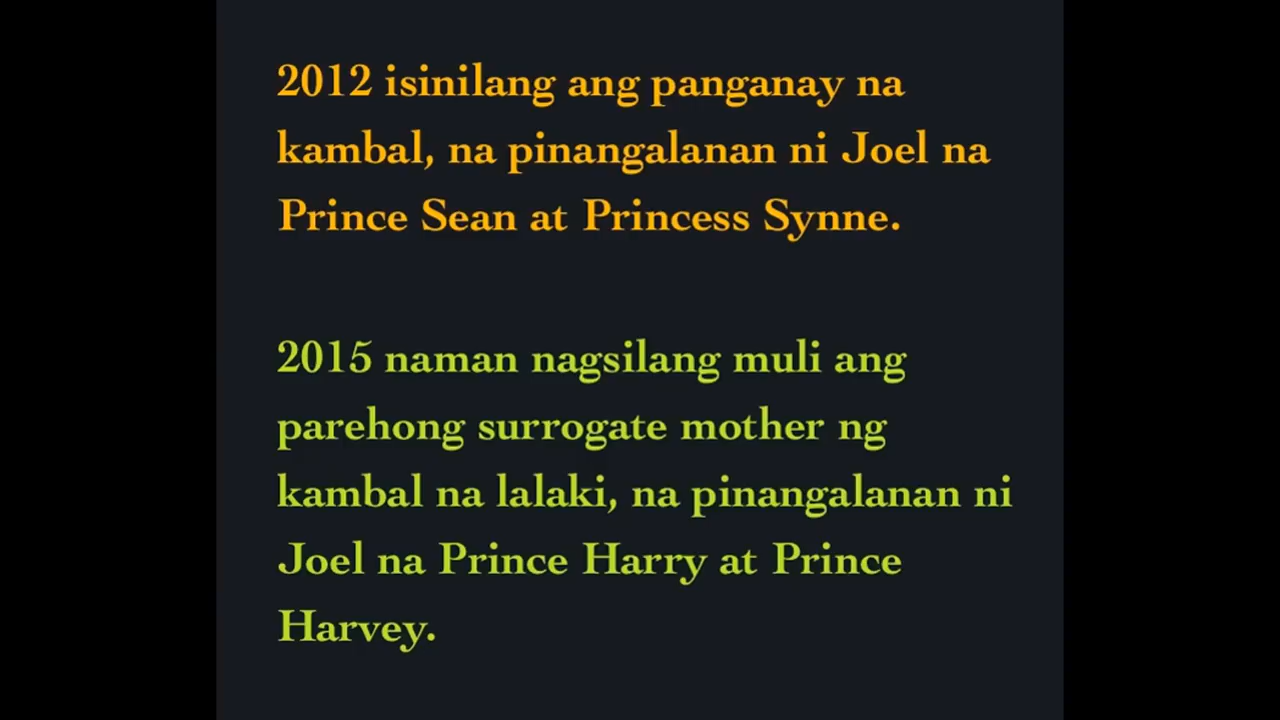 2012 isinilang ang panganay na
kambal, na pinangalanan ni Joel na
Prince Sean at Princess Synne.
2015 naman nagsilang muli ang
parehong surrogate mother ng
kambal na lalaki, na pinangalanan ni
Joel na Prince Harry at Prince
Harvey.